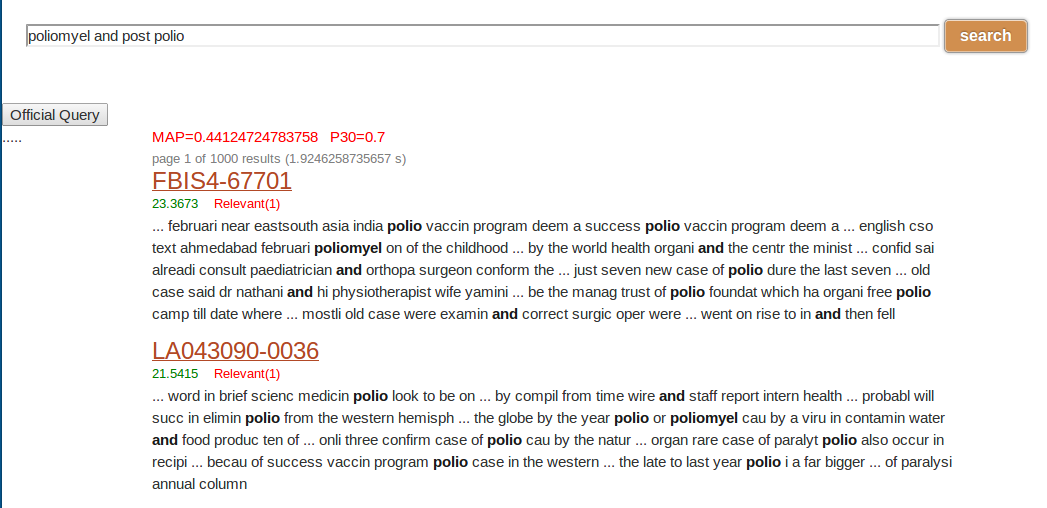 poliomyel and post polio
search
Official Query
.....
MAP=0.44124724783758 P30=0.7
page 1 of 1000 results (1.9246258735657 s)
FBIS4-67701
23.3673 Relevant(1)
... februari near eastsouth asia india polio vaccin program deem a success polio vaccin program deem a ... english cso
text ahmedabad februari poliomyel on of the childhood ... by the world health organi and the centr the minist ... confid sai
alreadi consult paediatrician and orthopa surgeon conform the ... just seven new case of polio dure the last seven ... old
case said dr nathani and hi physiotherapist wife yamini ... be the manag trust of polio foundat which ha organi free polio
camp till date where ... mostli old case were examin and correct surgic oper were ... went on rise to in and then fell
LA043090-0036
21.5415 Relevant(1)
... word in brief scienc medicin polio look to be on ... by compil from time wire and staff report intern health ... probabl will
succ in elimin polio from the western hemisph ... the globe by the year polio or poliomyel cau by a viru in contamin water
and food produc ten of ... onli three confirm case of polio cau by the natur ... organ rare case of paralyt polio also occur in
recipi ... becau of success vaccin program polio case in the western ... the late to last year polio i a far bigger ... of paralysi
annual column